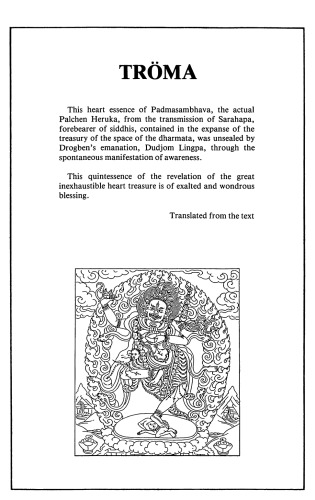 TRÖMA
This heart essence of Padmasambhava, the actual
Palchen Heruka, from the transmission of Sarahapa,
forebearer of siddhis, contained in the expanse of the
treasury of the space of the dharmata, was unsealed by
Drogben's emanation, Dudjom Lingpa, through the
spontaneous manifestation of awareness.
This quintessence of the revelation of the great
inexhaustible heart treasure is of exalted and wondrous
blessing.
Translated from the text